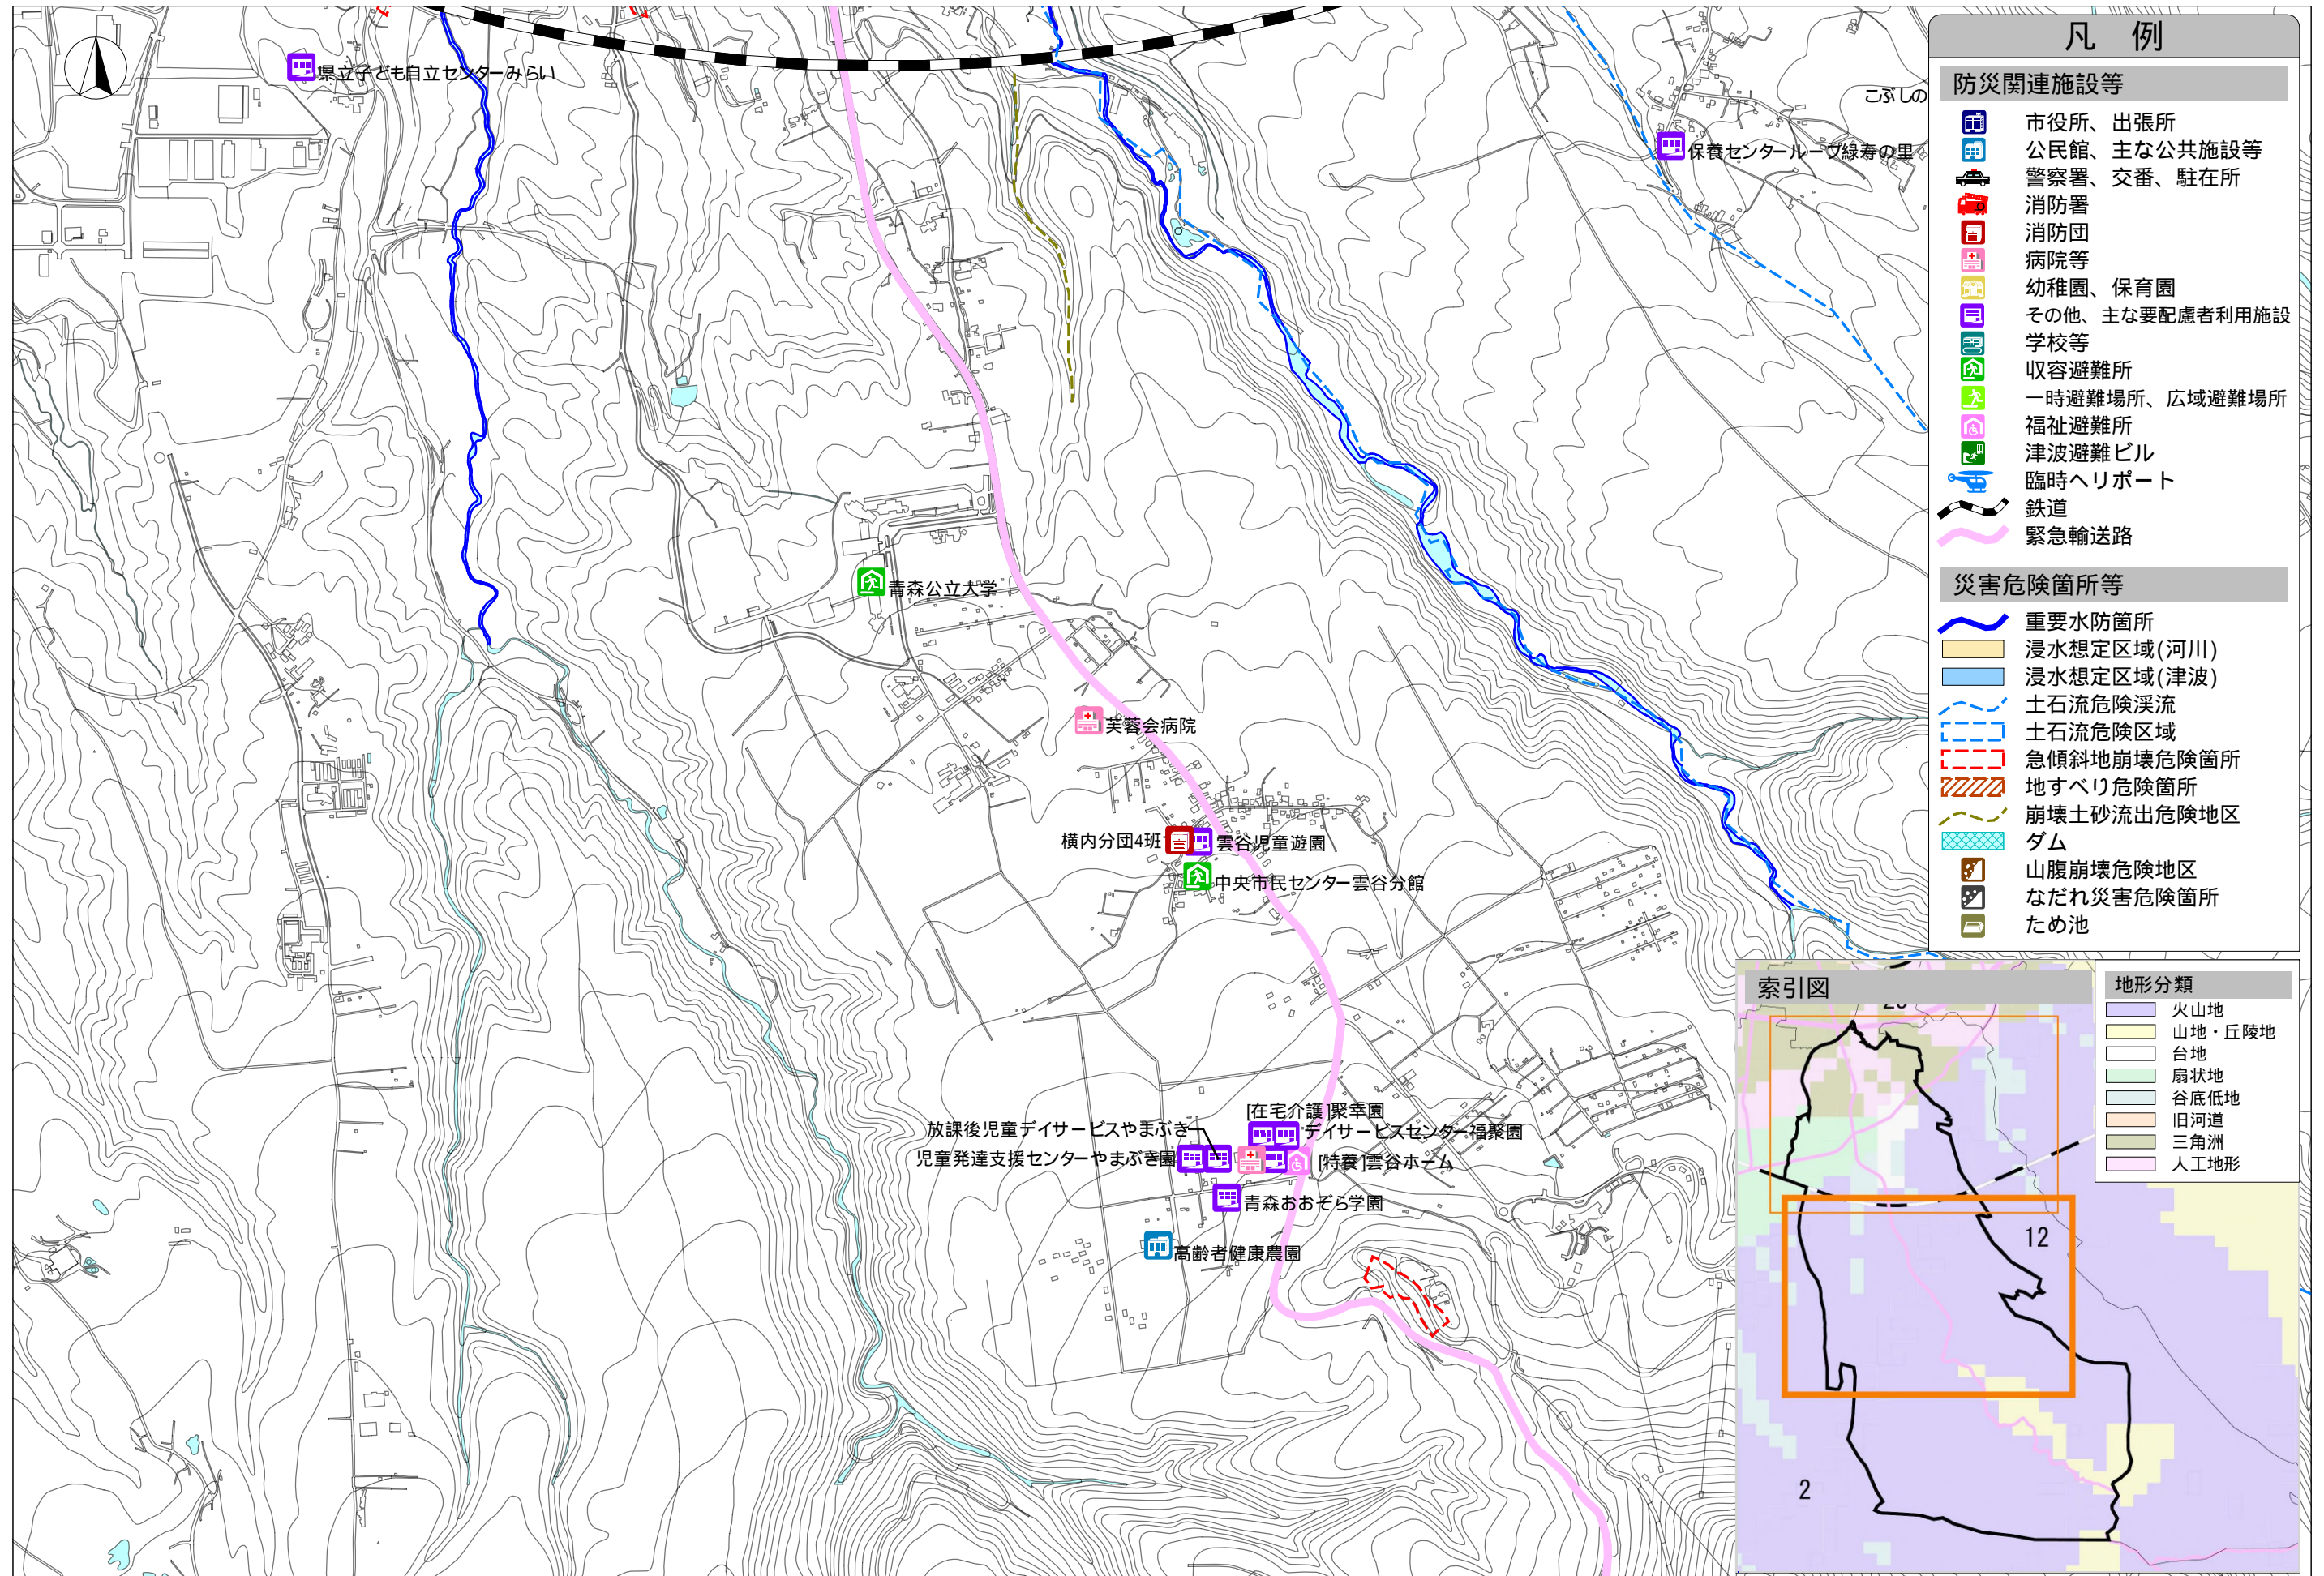 県立子ども自立センターみらい
こぶしの
保養センターループ緑寿の里
青森公立大学
芙蓉会病院
横内分団4班
雲谷児童遊園
中央市民センター雲谷分館
[在宅介護]聚幸園
放課後児童デイサービスやまぶき
デイサービスセンター福聚園
児童発達支援センターやまぶき園
[特養]雲谷ホーム
青森おおぞら学園
高齢者健康農園
凡 例
防災関連施設等
市役所、出張所
公民館、主な公共施設等
警察署、交番、駐在所
消防署
消防団
病院等
幼稚園、保育園
その他、主な要配慮者利用施設
学校等
収容避難所
一時避難場所、広域避難場所
福祉避難所
津波避難ビル
臨時ヘリポート
鉄道
緊急輸送路
災害危険箇所等
重要水防箇所
浸水想定区域(河川)
浸水想定区域(津波)
土石流危険渓流
土石流危険区域
急傾斜地崩壊危険箇所
地すべり危険箇所
崩壊土砂流出危険地区
ダム
山腹崩壊危険地区
なだれ災害危険箇所
ため池
索引図
12
2
地形分類
火山地
山地・丘陵地
台地
扇状地
谷底低地
旧河道
三角洲
人工地形